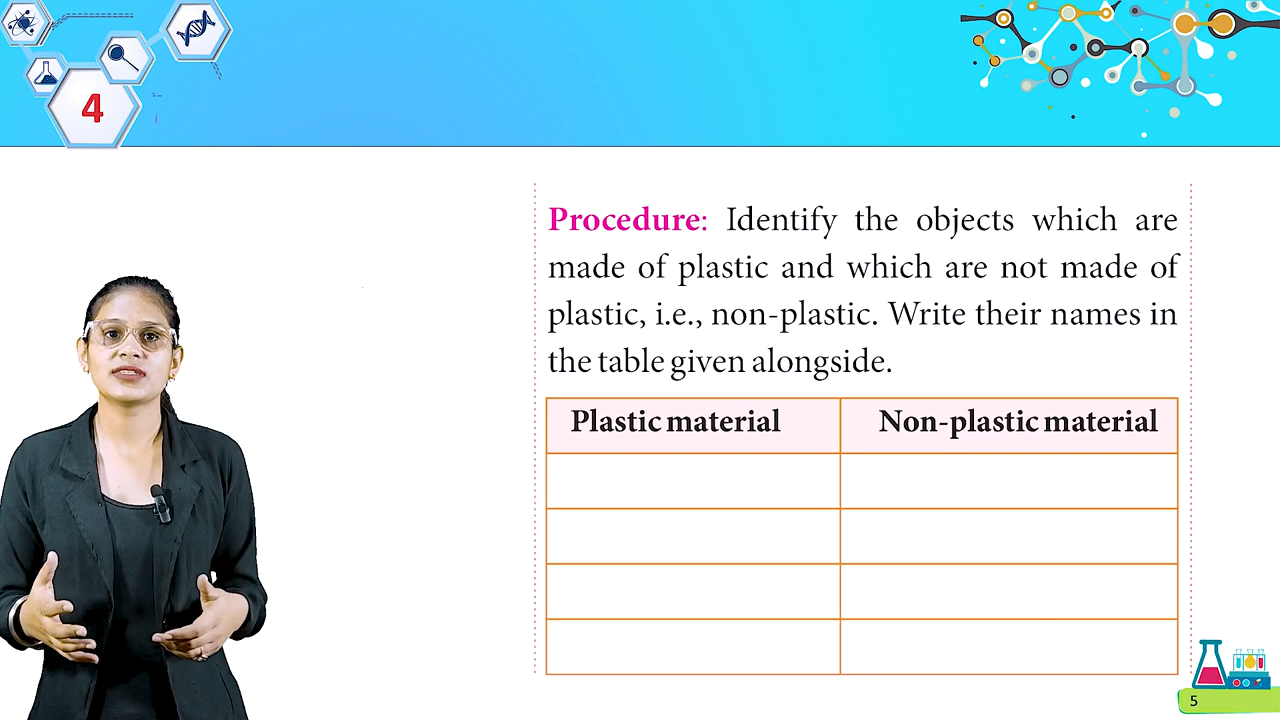 4
Procedure: Identify the objects which are
made of plastic and which are not made of
plastic, i.e., non-plastic. Write their names in
the table given alongside.
Plastic material Non-plastic material
5